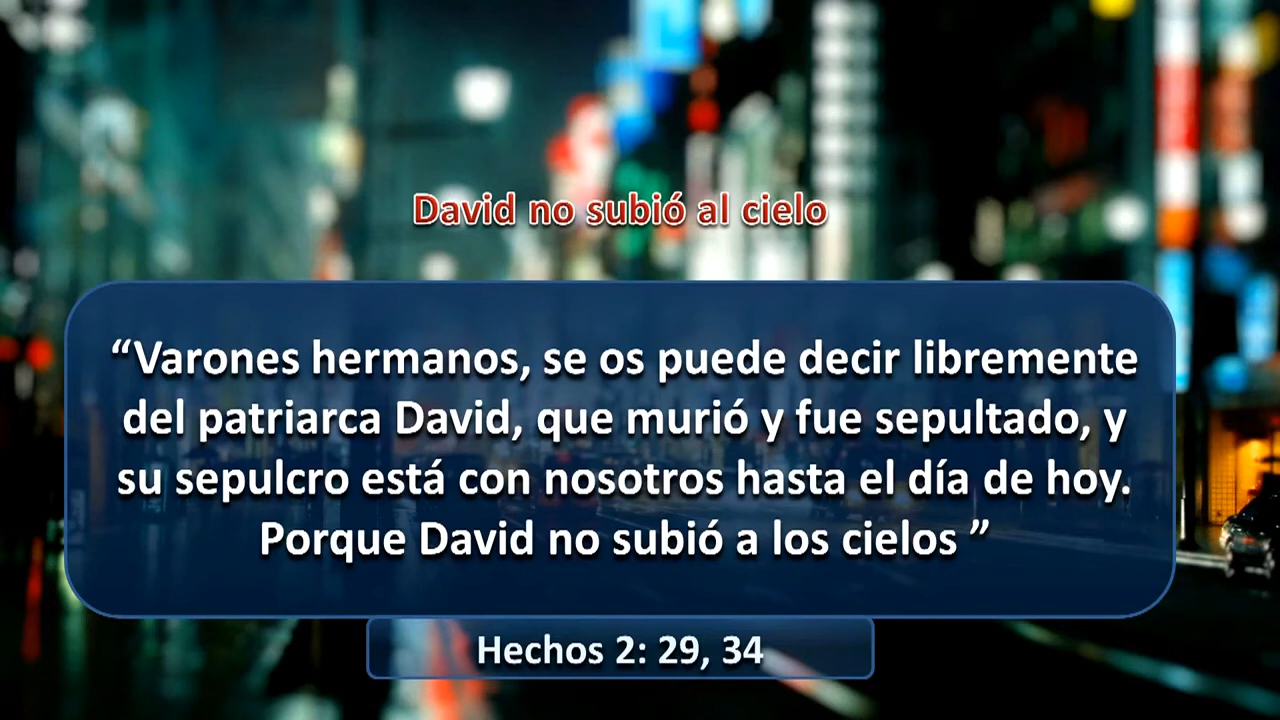 David no subió al cielo
“Varones hermanos, se os puede decir libremente
del patriarca David, que murió y fue sepultado, y
su sepulcro está con nosotros hasta el día de hoy.
Porque David no subió a los cielos ”
Hechos 2: 29, 34